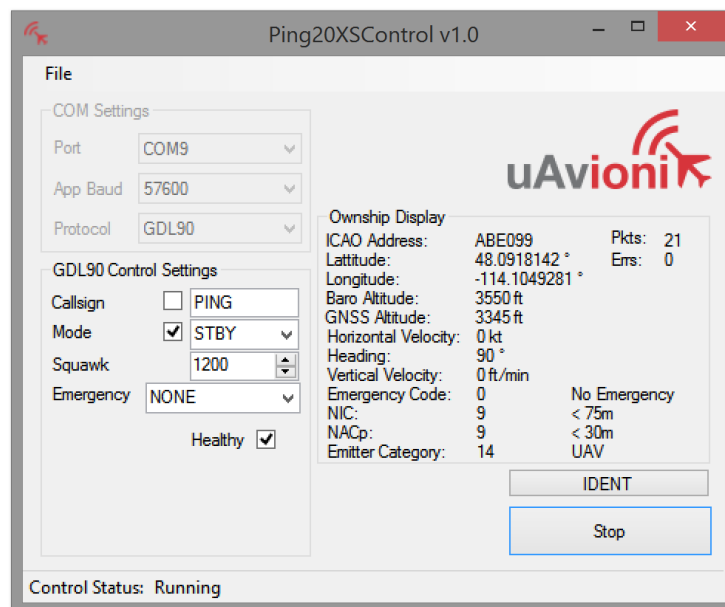 Ping20XSControl v1.0
File
COM Settings
Port COM9
App Baud 57600
Protocol GDL90
GDL90 Control Settings
Callsign PING
Mode STBY
Squawk 1200
Emergency NONE
Healthy
uAvionix
Ownship Display
ICAO Address: ABE099 Pkts: 21
Lattitude: 48.0918142 ° Errs: 0
Longitude: -114.1049281 °
Baro Altitude: 3550 ft
GNSS Altitude: 3345 ft
Horizontal Velocity: 0 kt
Heading: 90 °
Vertical Velocity: 0 ft/min
Emergency Code: 0 No Emergency
NIC: 9 < 75m
NACp: 9 < 30m
Emitter Category: 14 UAV
IDENT
Stop
Control Status: Running